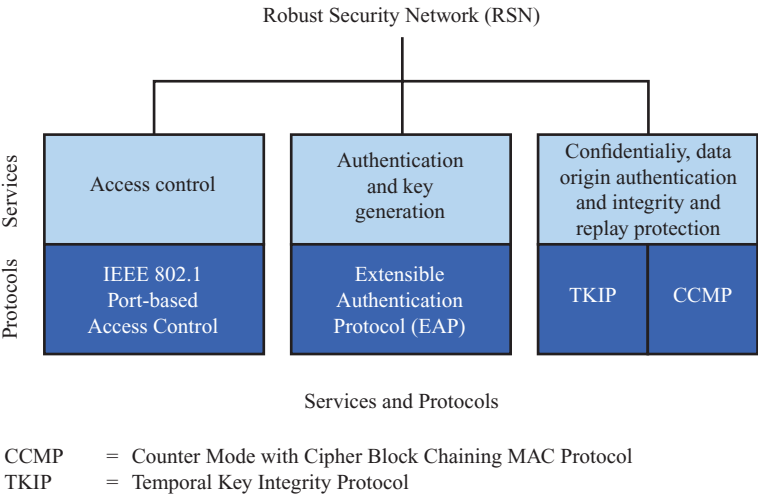 Robust Security Network (RSN)
Services
Access control
Authentication
and key
generation
Confidentialiy, data
origin authentication
and integrity and
replay protection
Protocols
IEEE 802.1
Port-based
Access Control
Extensible
Authentication
Protocol (EAP)
TKIP
CCMP
Services and Protocols
CCMP = Counter Mode with Cipher Block Chaining MAC Protocol
TKIP = Temporal Key Integrity Protocol